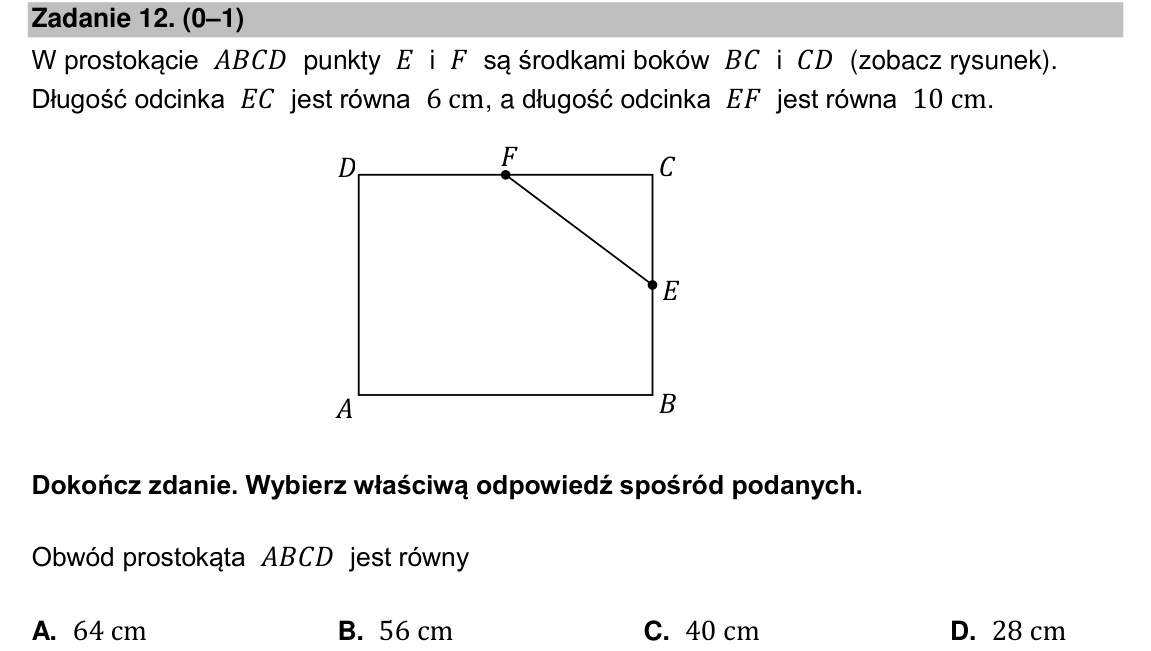 Zadanie 12. (0–1)
W prostokącie ABCD punkty E i F są środkami boków BC i CD (zobacz rysunek).
Długość odcinka EC jest równa 6 cm, a długość odcinka EF jest równa 10 cm.
D F C
E
A B
Dokończ zdanie. Wybierz właściwą odpowiedź spośród podanych.
Obwód prostokąta ABCD jest równy
A. 64 cm B. 56 cm C. 40 cm D. 28 cm